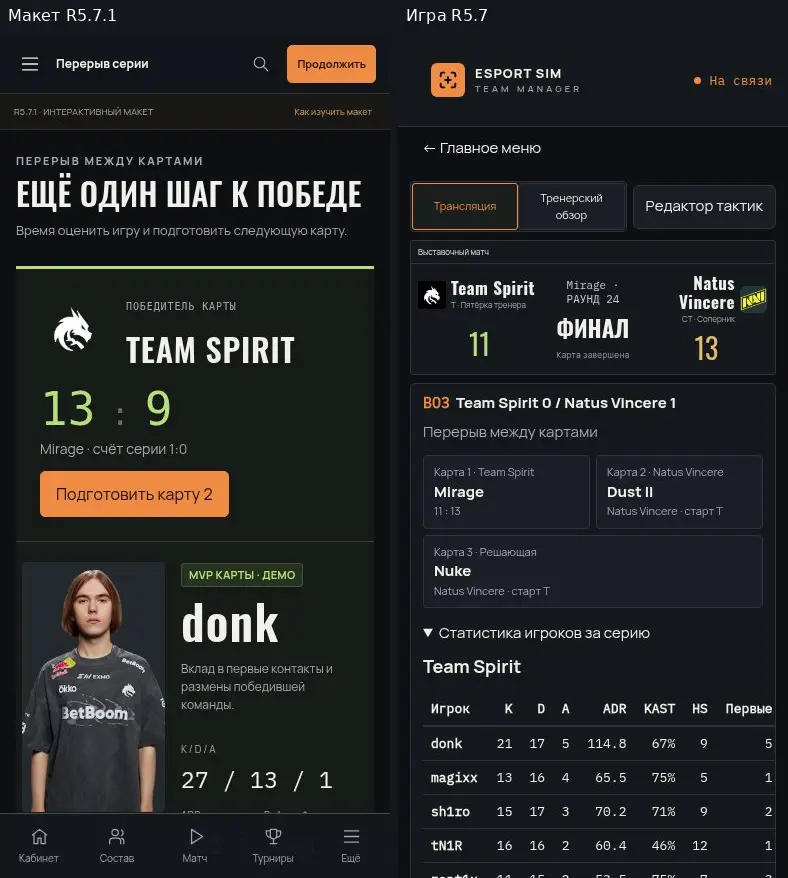 Макет R5.7.1
Перерыв серии
Продолжить
R5.7.1 · ИНТЕРАКТИВНЫЙ МАКЕТ
Как изучить макет
ПЕРЕРЫВ МЕЖДУ КАРТАМИ
ЕЩЁ ОДИН ШАГ К ПОБЕДЕ
Время оценить игру и подготовить следующую карту.
ПОБЕДИТЕЛЬ КАРТЫ
TEAM SPIRIT
13 : 9
Mirage · счёт серии 1:0
Подготовить карту 2
MVP КАРТЫ · ДЕМО
donk
Вклад в первые контакты и
размены победившей
команды.
K/D/A
27 / 13 / 1
BetBoom
EXMO
okko
BetBoom
Кабинет
Состав
Матч
Турниры
Ещё
Игра R5.7
ESPORT SIM
TEAM MANAGER
На связи
← Главное меню
Трансляция
Тренерский
обзор
Редактор тактик
Выставочный матч
Team Spirit
T · Пятёрка тренера
11
Mirage ·
РАУНД 24
ФИНАЛ
Карта завершена
Natus
Vincere
CT · Соперник
13
BO3 Team Spirit 0 / Natus Vincere 1
Перерыв между картами
Карта 1 · Team Spirit
Mirage
11 : 13
Карта 2 · Natus Vincere
Dust II
Natus Vincere · старт T
Карта 3 · Решающая
Nuke
Natus Vincere · старт T
▼ Статистика игроков за серию
Team Spirit
Игрок K D A ADR KAST HS Первые
donk 21 17 5 114.8 67% 9 5
magixx 13 16 4 65.5 75% 5 1
sh1ro 15 17 3 70.2 71% 9 2
tN1R 16 16 2 60.4 46% 12 1